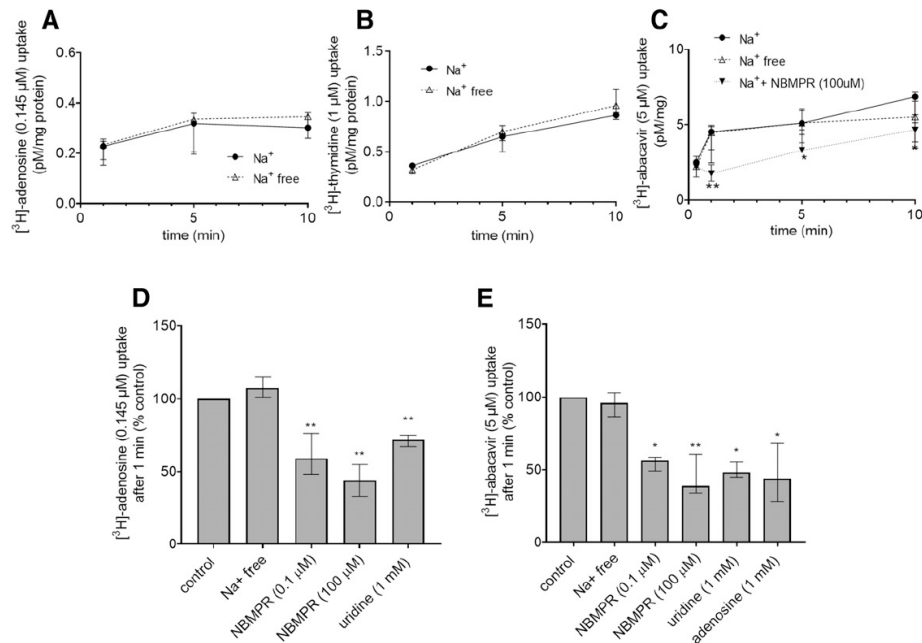 A
[³H]-adenosine (0.145 µM) uptake
(pM/mg protein)
0.6
0.4
0.2
0.0
Na⁺
Na⁺ free
0
5
10
time (min)
B
[³H]-thymidine (1 µM) uptake
(pM/mg protein)
1.5
1.0
0.5
0.0
Na⁺
Na⁺ free
0
5
10
time (min)
C
Na⁺
Na⁺ free
Na⁺+ NBMPR (100uM)
[³H]-abacavir (5 µM) uptake
(pM/mg)
10
5
0
**
*
*
0
5
10
time (min)
D
[³H]-adenosine (0.145 µM) uptake
after 1 min (% control)
150
100
50
0
**
**
**
control
Na+ free
NBMPR (0.1 µM)
NBMPR (100 µM)
uridine (1 mM)
E
[³H]-abacavir (5 µM) uptake
after 1 min (% control)
150
100
50
0
*
**
*
*
control
Na+ free
NBMPR (0.1 µM)
NBMPR (100 µM)
uridine (1 mM)
adenosine (1 mM)